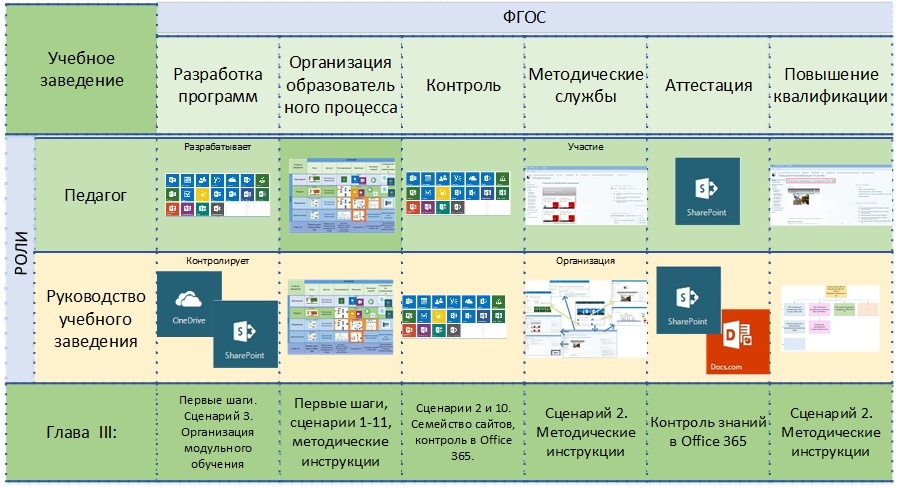 ФГОС
Учебное
заведение
Разработка
программ
Организация
образователь
ного процесса
Контроль
Методические
службы
Аттестация
Повышение
квалификации
РОЛИ
Педагог
Разрабатывает
Участие
SharePoint
Руководство
учебного
заведения
Контролирует
OneDrive
SharePoint
Организация
SharePoint
Docs.com
Глава III:
Первые шаги.
Сценарий 3.
Организация
модульного
обучения
Первые шаги,
сценарии 1-11,
методические
инструкции
Сценарии 2 и 10.
Семейство сайтов,
контроль в Office
365.
Сценарий 2.
Методические
инструкции
Контроль знаний
в Office 365
Сценарий 2.
Методические
инструкции